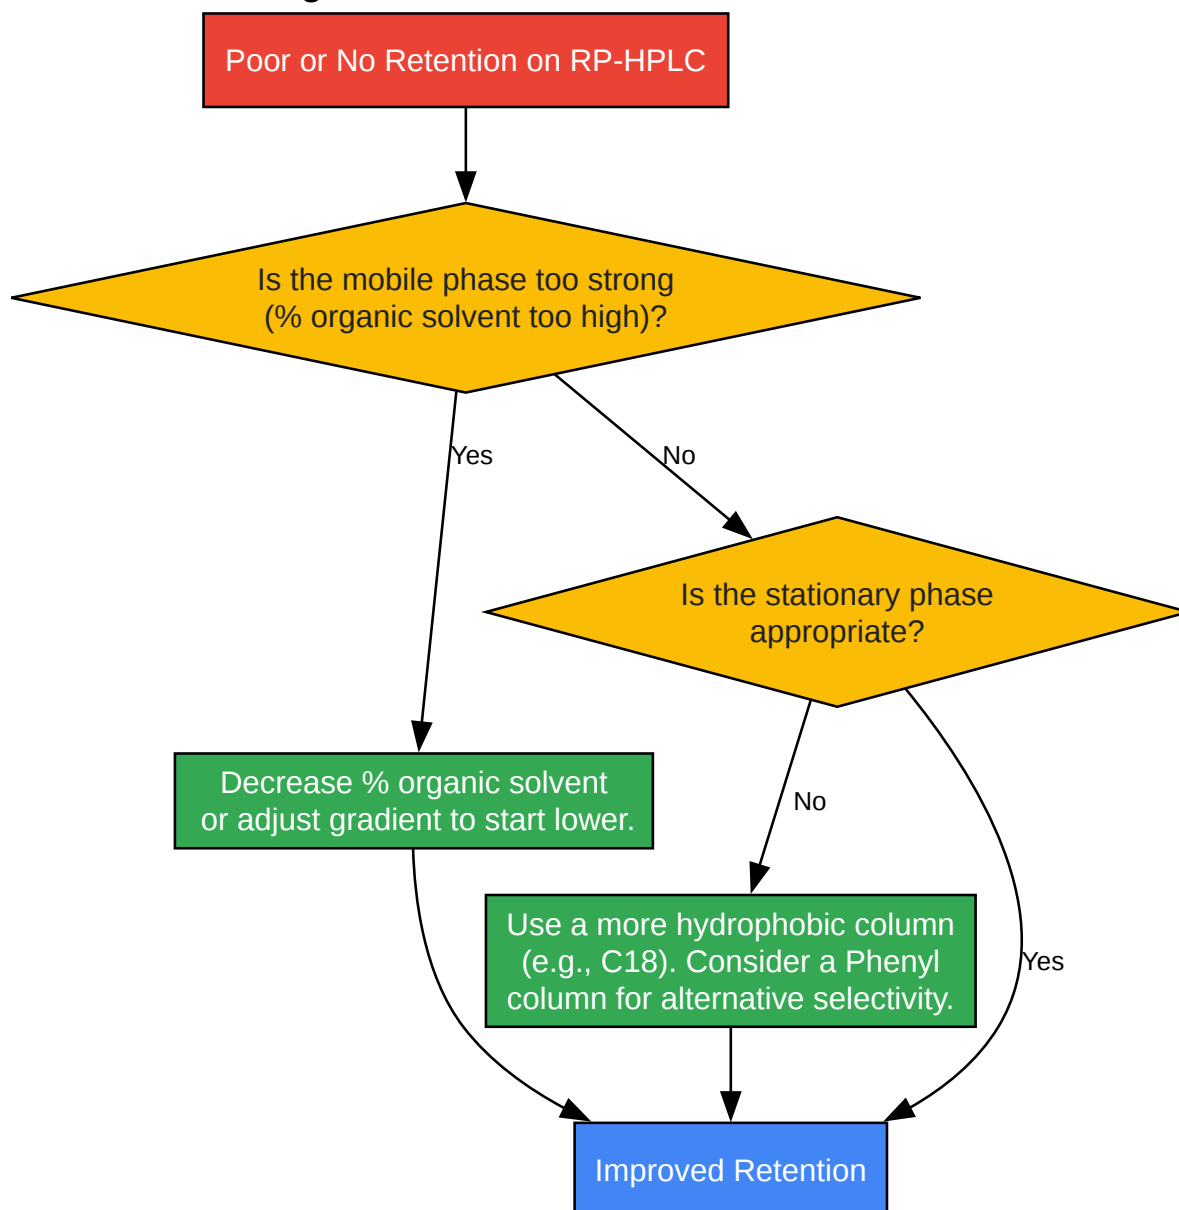 Poor or No Retention on RP-HPLC
Is the mobile phase too strong
(% organic solvent too high)?
Yes
No
Is the stationary phase
appropriate?
Decrease % organic solvent
or adjust gradient to start lower.
No
Use a more hydrophobic column
(e.g., C18). Consider a Phenyl
column for alternative selectivity.
Yes
Improved Retention